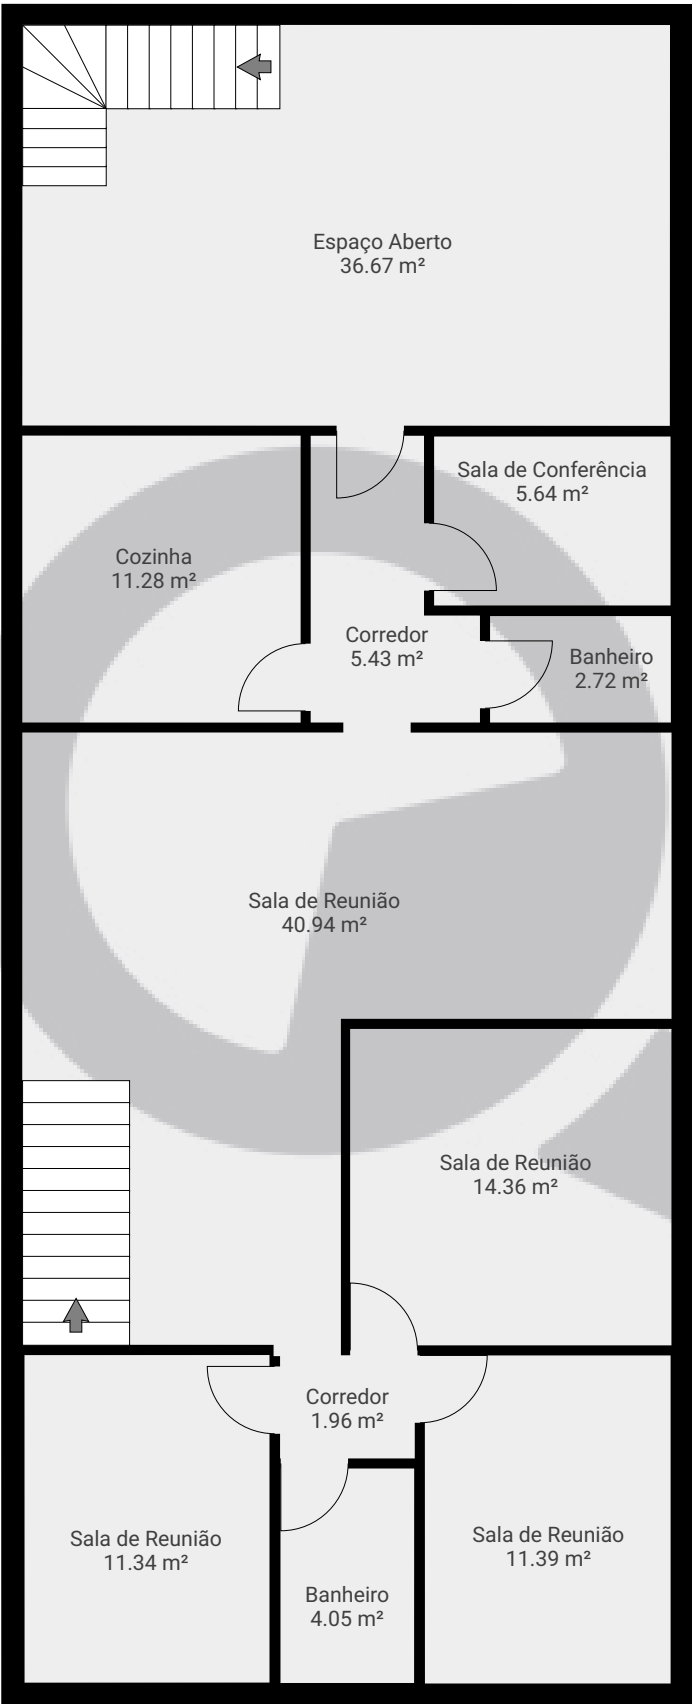 Espaço Aberto
36.67 m²
Sala de Conferência
5.64 m²
Cozinha
11.28 m²
Corredor
5.43 m²
Banheiro
2.72 m²
Sala de Reunião
40.94 m²
Sala de Reunião
14.36 m²
Corredor
1.96 m²
Sala de Reunião
11.34 m²
Sala de Reunião
11.39 m²
Banheiro
4.05 m²